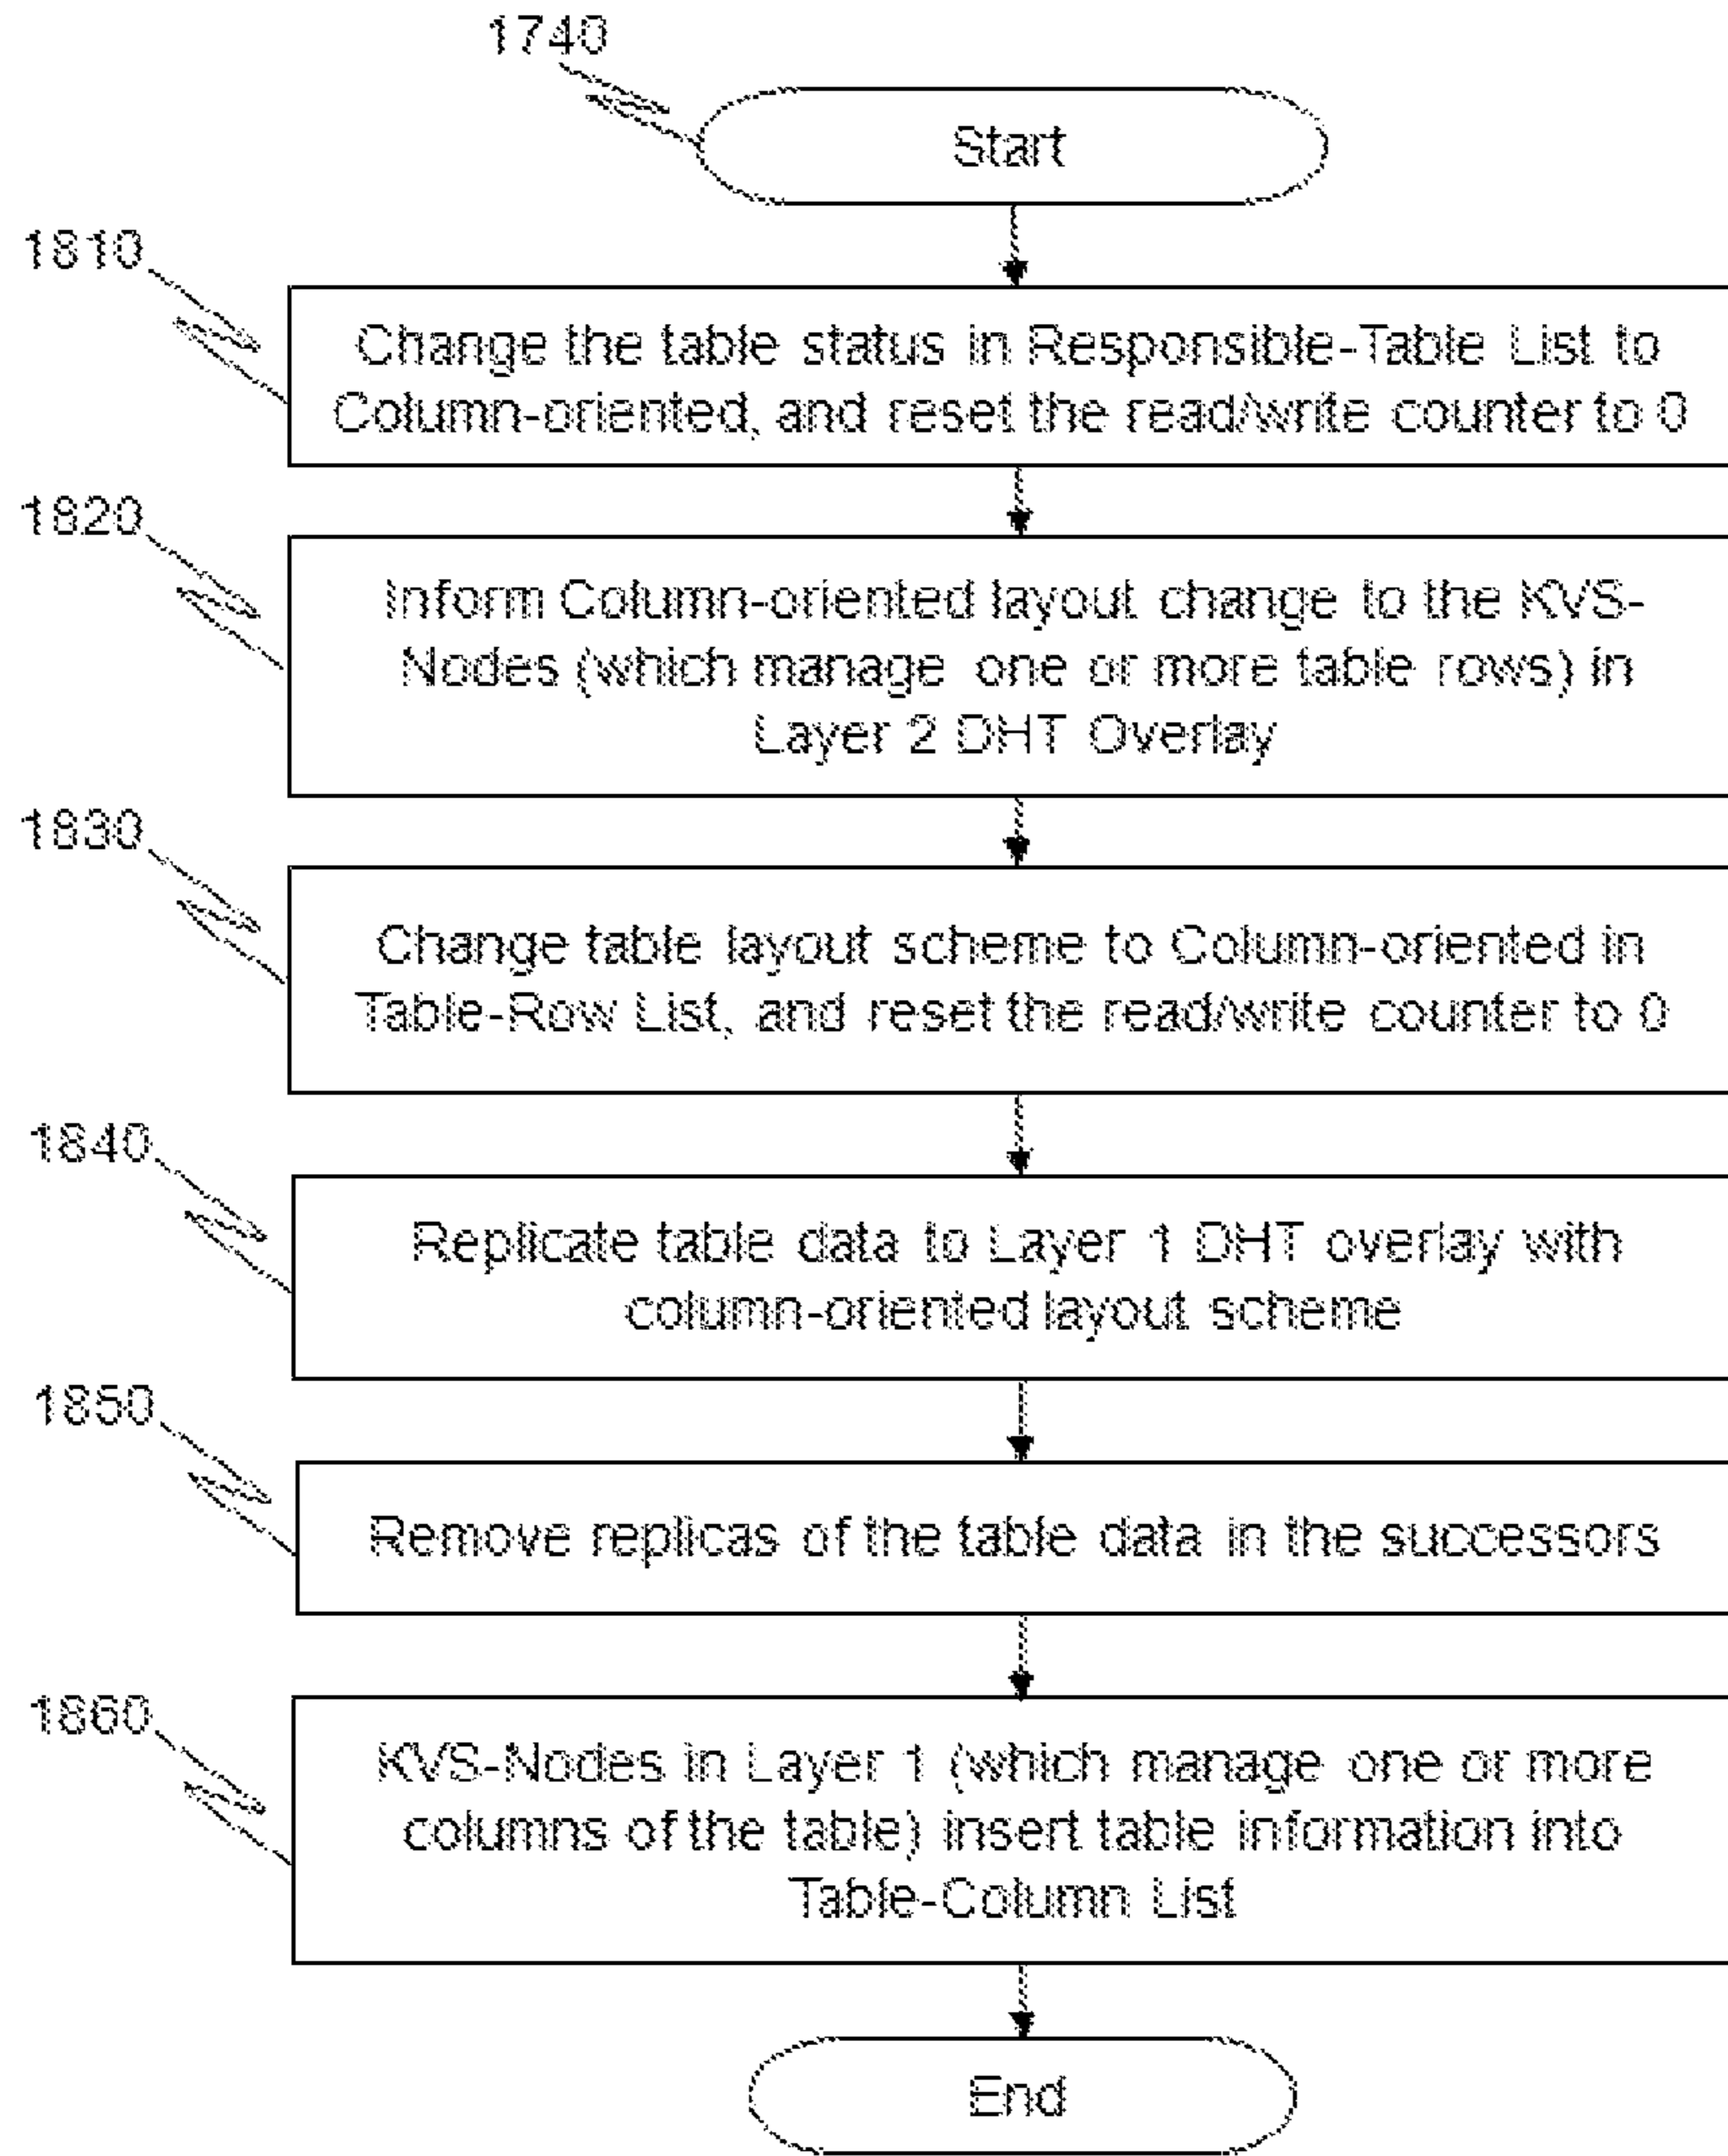 1740
Start
1810
Change the table status in Responsible-Table List to
Column-oriented, and reset the read/write counter to 0
1820
Inform Column-oriented layout change to the KVS-
Nodes (which manage one or more table rows) in
Layer 2 DHT Overlay
1830
Change table layout scheme to Column-oriented in
Table-Row List, and reset the read/write counter to 0
1840
Replicate table data to Layer 1 DHT overlay with
column-oriented layout scheme
1850
Remove replicas of the table data in the successors
1860
KVS-Nodes in Layer 1 (which manage one or more
columns of the table) insert table information into
Table-Column List
End